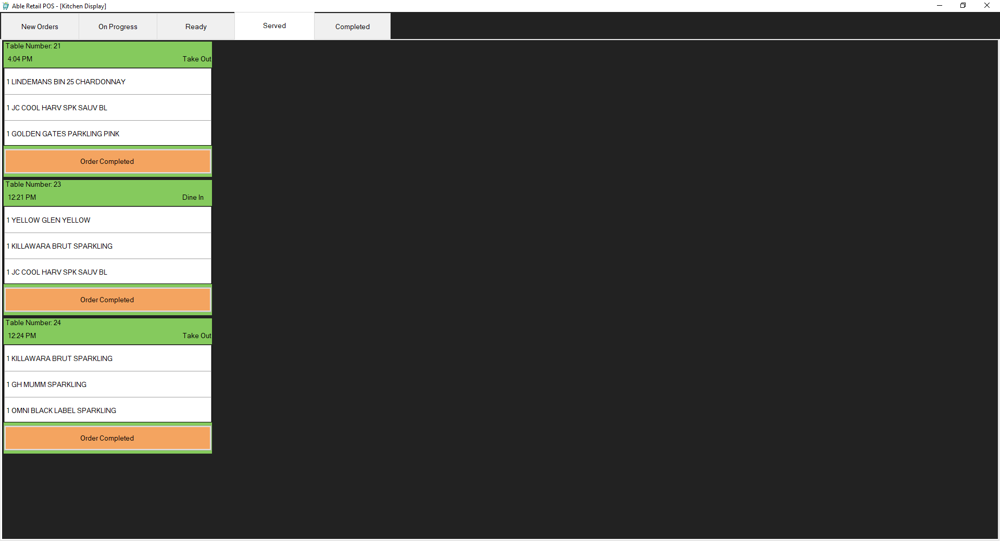 Able Retail POS - [Kitchen Display]
New Orders
On Progress
Ready
Served
Completed
Table Number: 21
4:04 PM
Take Out
1 LINDEMANS BIN 25 CHARDONNAY
1 JC COOL HARV SPK SAUV BL
1 GOLDEN GATES PARKLING PINK
Order Completed
Table Number: 23
12:21 PM
Dine In
1 YELLOW GLEN YELLOW
1 KILLAWARA BRUT SPARKLING
1 JC COOL HARV SPK SAUV BL
Order Completed
Table Number: 24
12:24 PM
Take Out
1 KILLAWARA BRUT SPARKLING
1 GH MUMM SPARKLING
1 OMNI BLACK LABEL SPARKLING
Order Completed